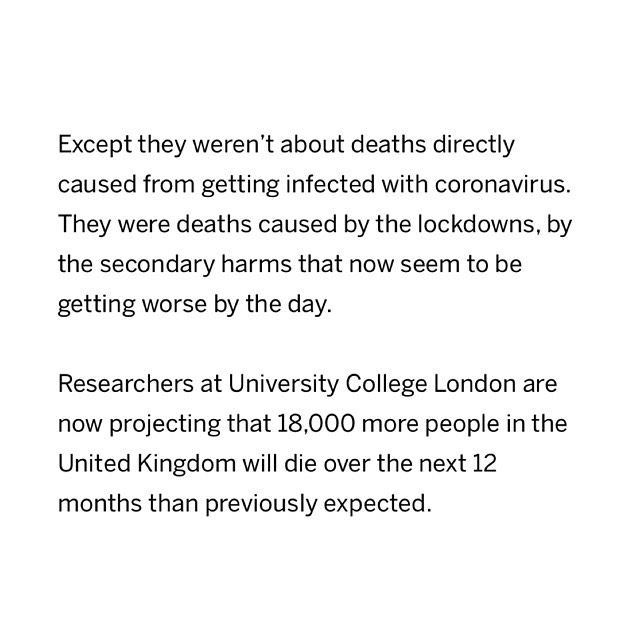 Except they weren’t about deaths directly
caused from getting infected with coronavirus.
They were deaths caused by the lockdowns, by
the secondary harms that now seem to be
getting worse by the day.
Researchers at University College London are
now projecting that 18,000 more people in the
United Kingdom will die over the next 12
months than previously expected.